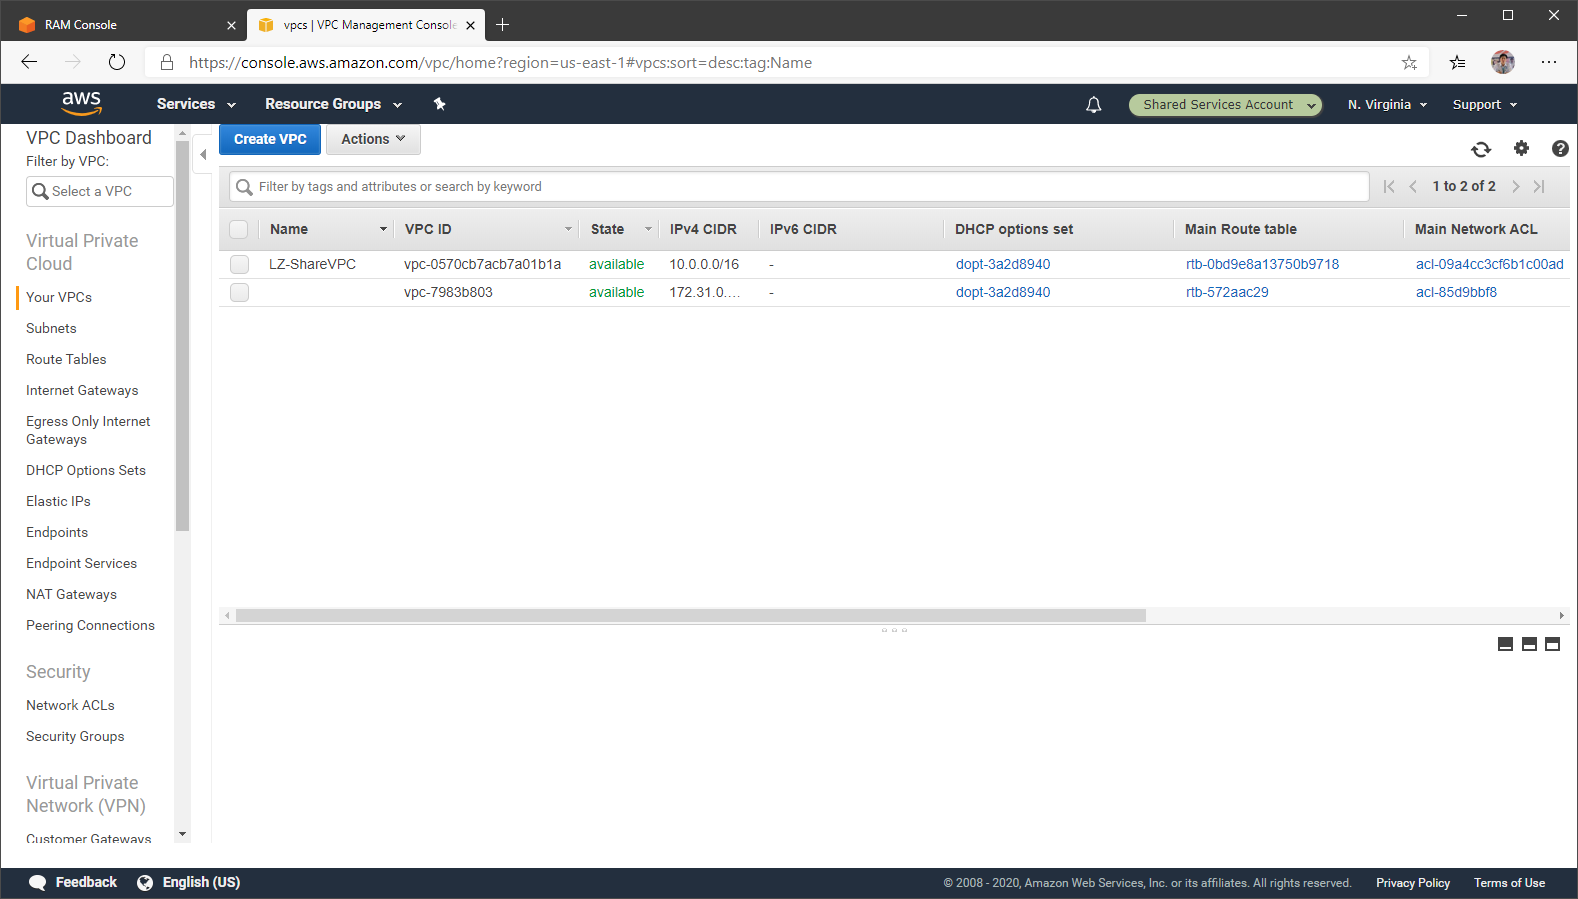 RAM Console
vpcs | VPC Management Console
https://console.aws.amazon.com/vpc/home?region=us-east-1#vpcs:sort=desc:tag:Name
aws
Services
Resource Groups
Shared Services Account
N. Virginia
Support
VPC Dashboard
Filter by VPC:
Select a VPC
Virtual Private
Cloud
Your VPCs
Subnets
Route Tables
Internet Gateways
Egress Only Internet
Gateways
DHCP Options Sets
Elastic IPs
Endpoints
Endpoint Services
NAT Gateways
Peering Connections
Security
Network ACLs
Security Groups
Virtual Private
Network (VPN)
Customer Gateways
Create VPC
Actions
Filter by tags and attributes or search by keyword
1 to 2 of 2
Name VPC ID State IPv4 CIDR IPv6 CIDR DHCP options set Main Route table Main Network ACL
LZ-ShareVPC vpc-0570cb7acb7a01b1a available 10.0.0.0/16 - dopt-3a2d8940 rtb-0bd9e8a13750b9718 acl-09a4cc3cf6b1c00ad
vpc-7983b803 available 172.31.0.... - dopt-3a2d8940 rtb-572aac29 acl-85d9bbf8
Feedback
English (US)
© 2008 - 2020, Amazon Web Services, Inc. or its affiliates. All rights reserved.
Privacy Policy
Terms of Use